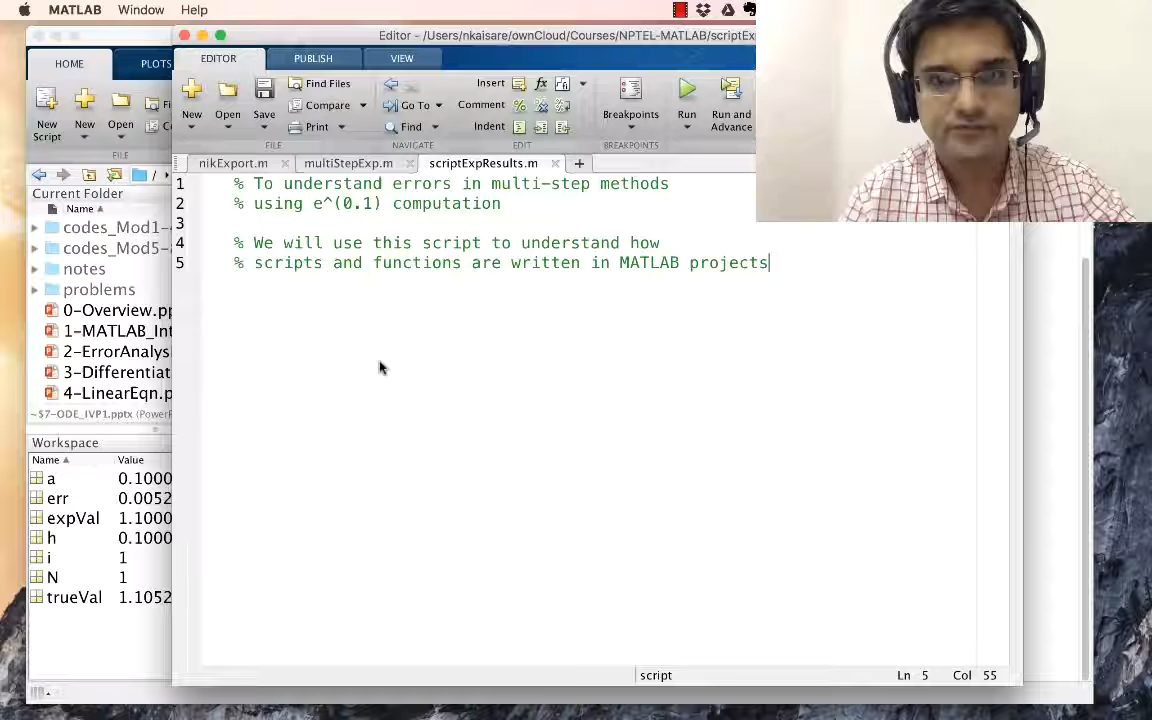 MATLAB Window Help
Editor - /Users/nkaisare/ownCloud/Courses/NPTEL-MATLAB/scriptExp
HOME PLOTS
EDITOR PUBLISH VIEW
New Script New Open
FILE
New Open Save
Find Files
Compare
Print
FILE
Go To
Find
NAVIGATE
Insert
Comment
Indent
EDIT
Breakpoints
BREAKPOINTS
Run
Run and Advance
nikExport.m multiStepExp.m scriptExpResults.m
1 % To understand errors in multi-step methods
2 % using e^(0.1) computation
3
4 % We will use this script to understand how
5 % scripts and functions are written in MATLAB projects
Current Folder
Name
codes_Mod1-
codes_Mod5-
notes
problems
0-Overview.pp
1-MATLAB_Int
2-ErrorAnalys
3-Differentiat
4-LinearEqn.p
~$7-ODE_IVP1.pptx (PowerP
Workspace
Name Value
a 0.1000
err 0.0052
expVal 1.1000
h 0.1000
i 1
N 1
trueVal 1.1052
script Ln 5 Col 55